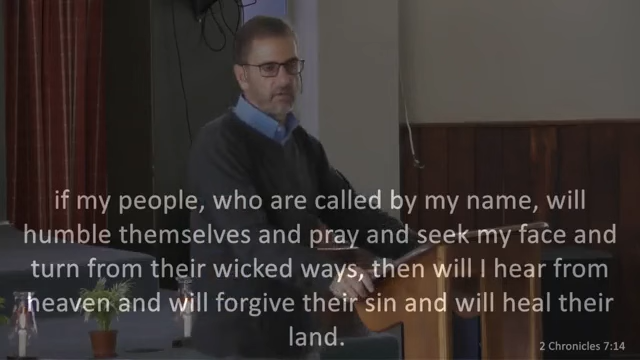 if my people, who are called by my name, will
humble themselves and pray and seek my face and
turn from their wicked ways, then will I hear from
heaven and will forgive their sin and will heal their
land.
2 Chronicles 7:14